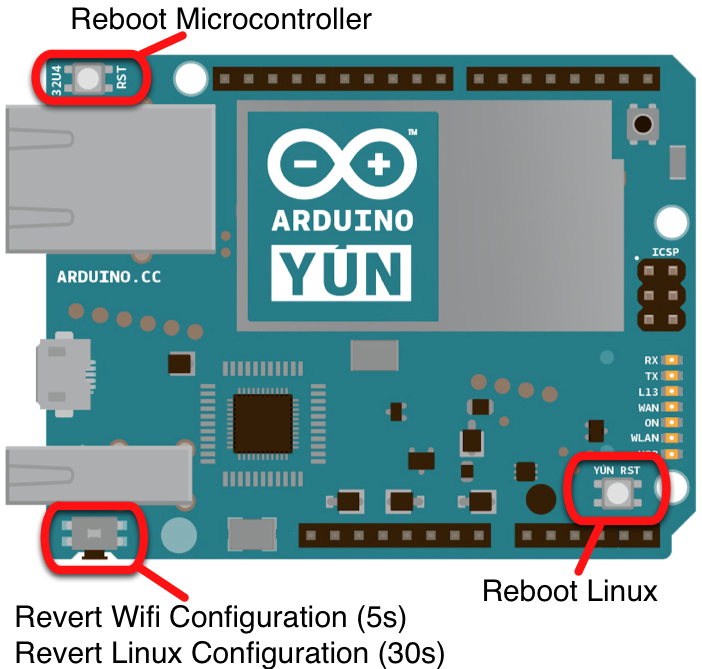 Reboot Microcontroller
32U4
RST
™
ARDUINO
YÚN
ARDUINO.CC
ICSP
RX
TX
L13
WAN
ON
WLAN
YÚN RST
Reboot Linux
Revert Wifi Configuration (5s)
Revert Linux Configuration (30s)